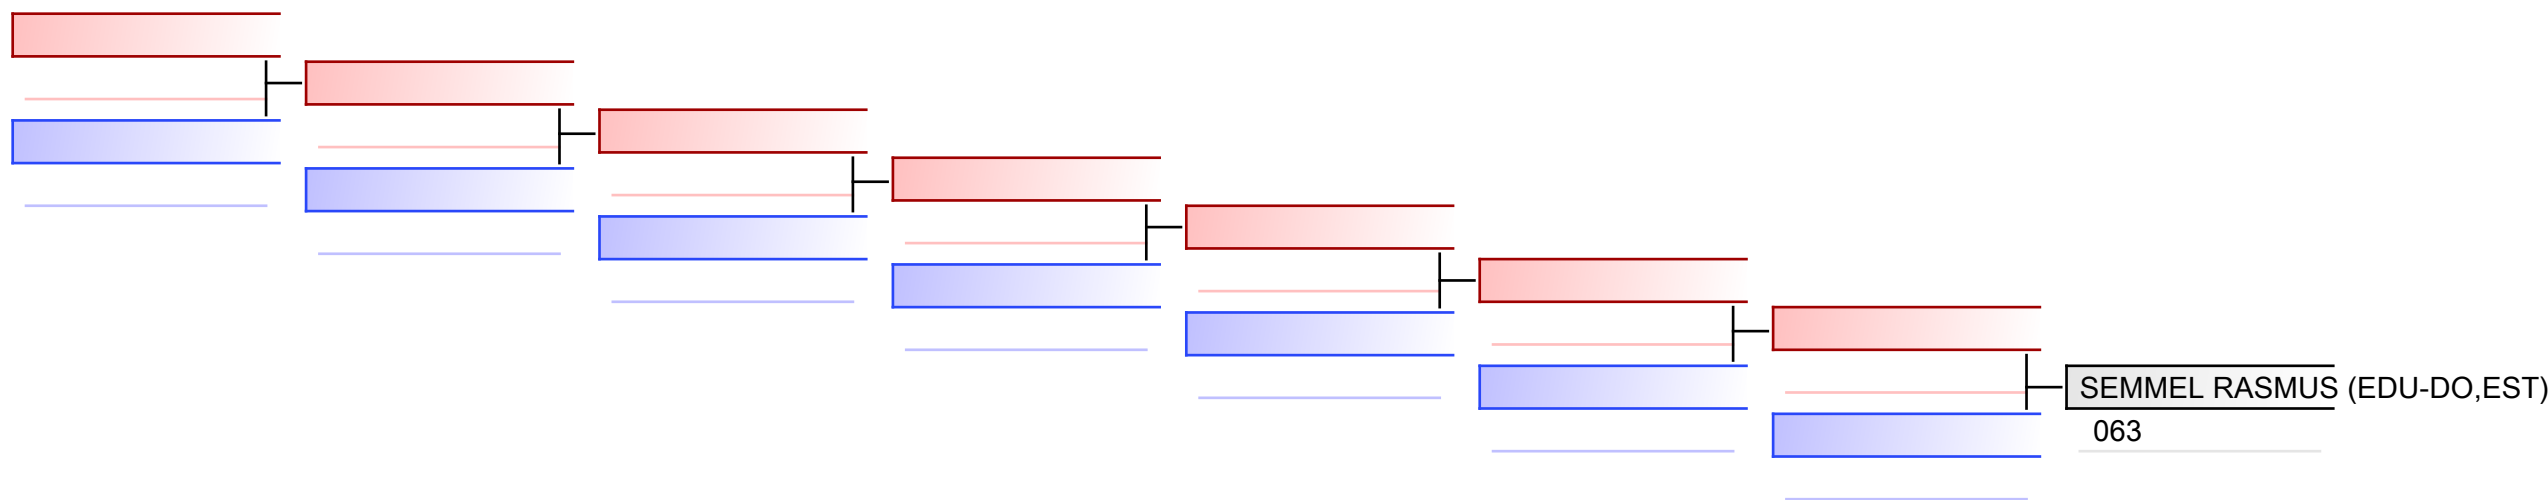 SEMMEL RASMUS (EDU-DO,EST)
063